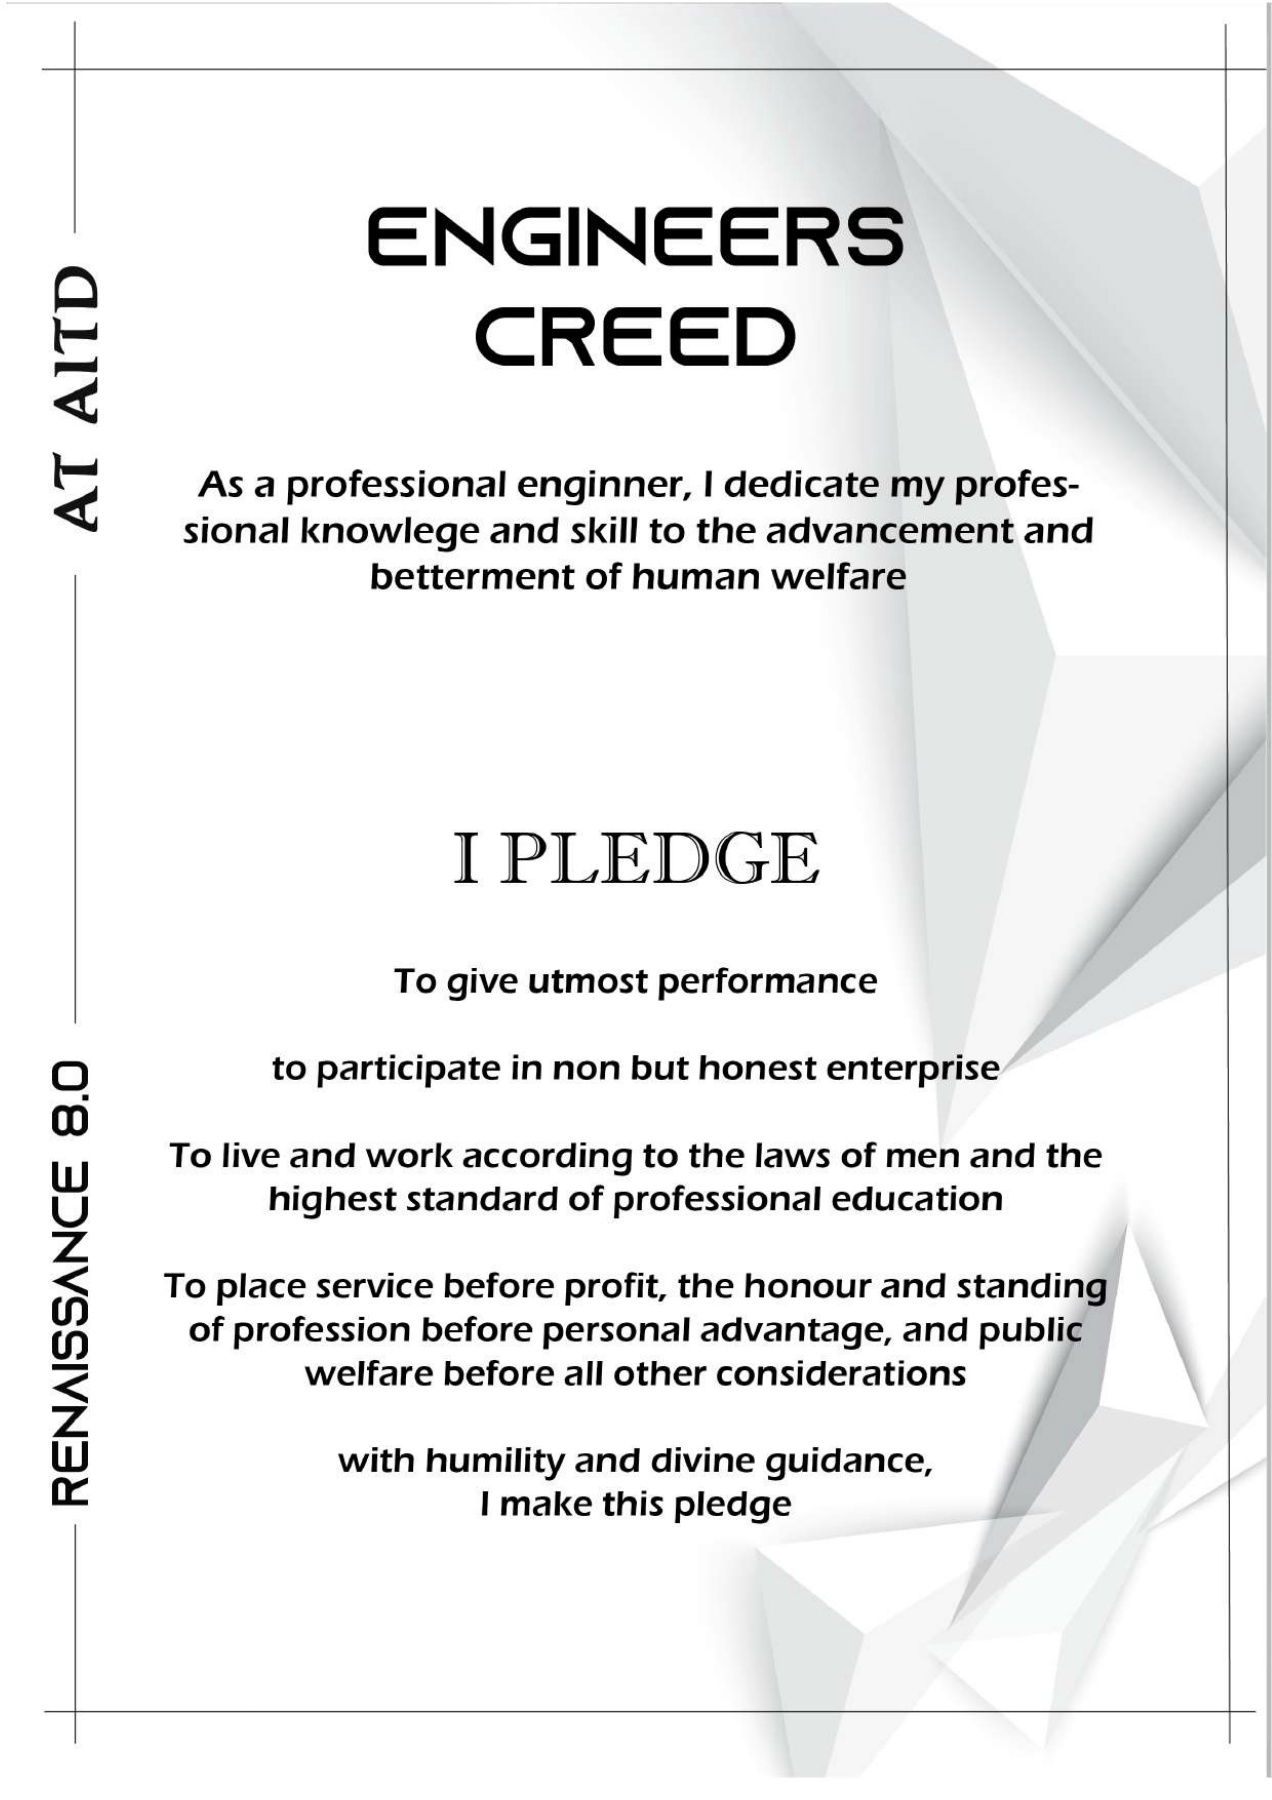 ENGINEERS
CREED
As a professional enginner, I dedicate my profes-
sional knowlege and skill to the advancement and
betterment of human welfare
I PLEDGE
To give utmost performance
to participate in non but honest enterprise
To live and work according to the laws of men and the
highest standard of professional education
To place service before profit, the honour and standing
of profession before personal advantage, and public
welfare before all other considerations
with humility and divine guidance,
I make this pledge
RENAISSANCE 8.0
AT AITD